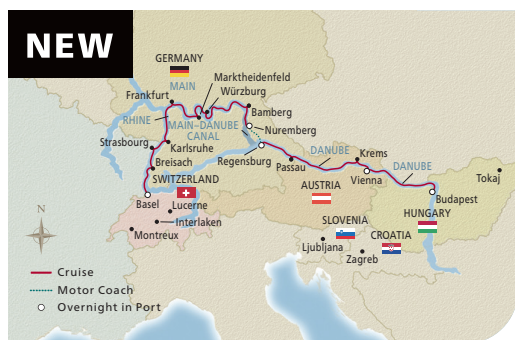 NEW
GERMANY
MAIN
Marktheidenfeld
Würzburg
Frankfurt
Bamberg
RHINE
MAIN–DANUBE
CANAL
Nuremberg
Strasbourg
Karlsruhe
Breisach
Regensburg
DANUBE
Krems
Passau
DANUBE
Vienna
SWITZERLAND
Basel
Lucerne
Interlaken
Montreux
AUSTRIA
Tokaj
Budapest
HUNGARY
SLOVENIA
CROATIA
Ljubljana
Zagreb
N
Cruise
Motor Coach
Overnight in Port